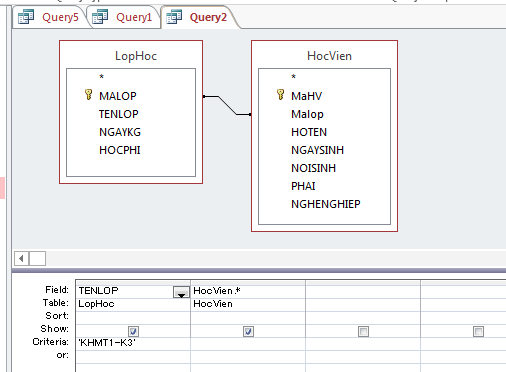 Query5 Query1 Query2
LopHoc
*
MALOP
TENLOP
NGAYKG
HOCPHI
HocVien
*
MaHV
Malop
HOTEN
NGAYSINH
NOISINH
PHAI
NGHENGHIEP
Field: TENLOP HocVien.*
Table: LopHoc HocVien
Sort:
Show:
Criteria: 'KHMT1-K3'
or: